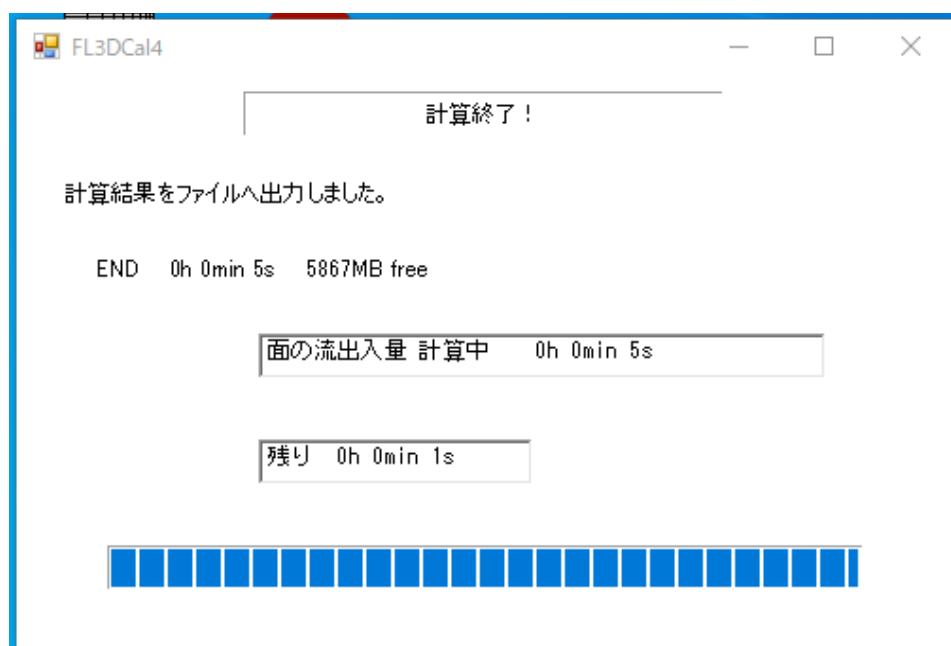 FL3DCal4
計算終了！
計算結果をファイルへ出力しました。
END 0h 0min 5s 5867MB free
面の流出入量 計算中 0h 0min 5s
残り 0h 0min 1s